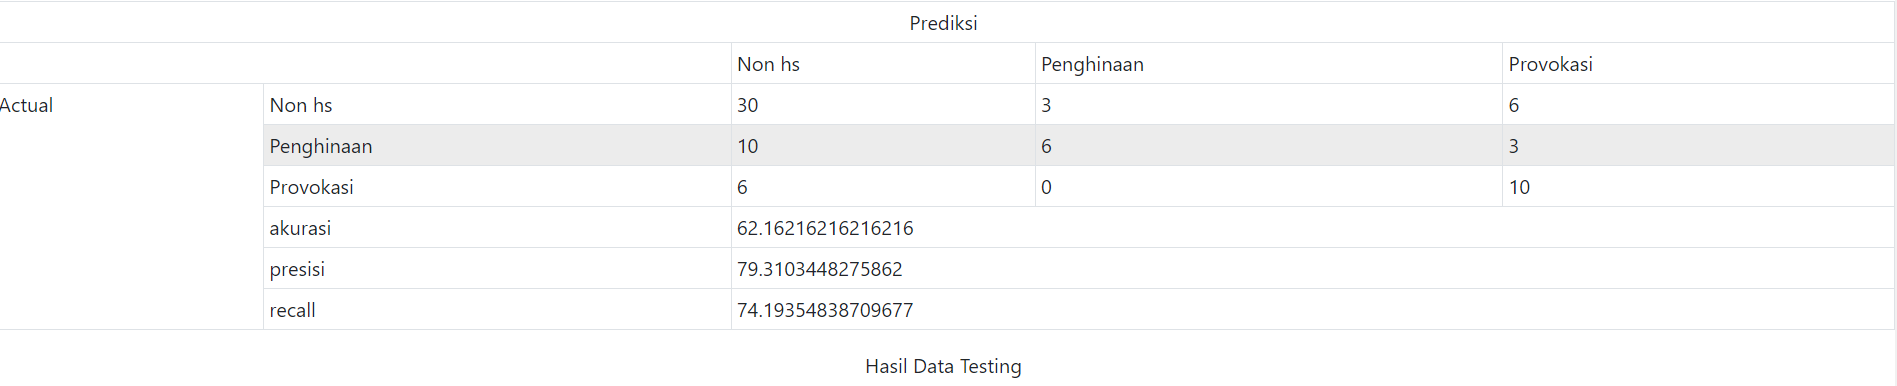 Prediksi
Non hs Penghinaan Provokasi
Actual Non hs 30 3 6
Penghinaan 10 6 3
Provokasi 6 0 10
akurasi 62.16216216216216
presisi 79.3103448275862
recall 74.19354838709677
Hasil Data Testing